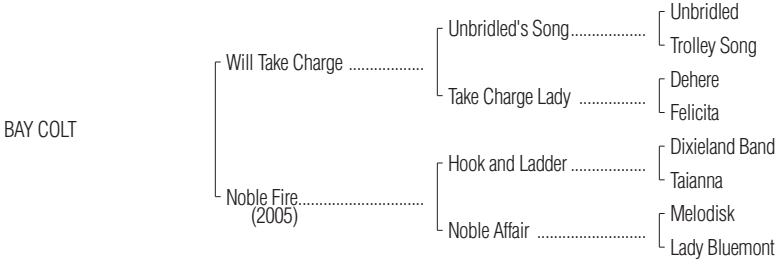 Unbridled
Unbridled's Song..................
Trolley Song
Will Take Charge ..................
Dehere
Take Charge Lady ................
Felicita
BAY COLT
Dixieland Band
Hook and Ladder ..................
Taianna
Noble Fire..............................
(2005)
Melodisk
Noble Affair ..........................
Lady Bluemont